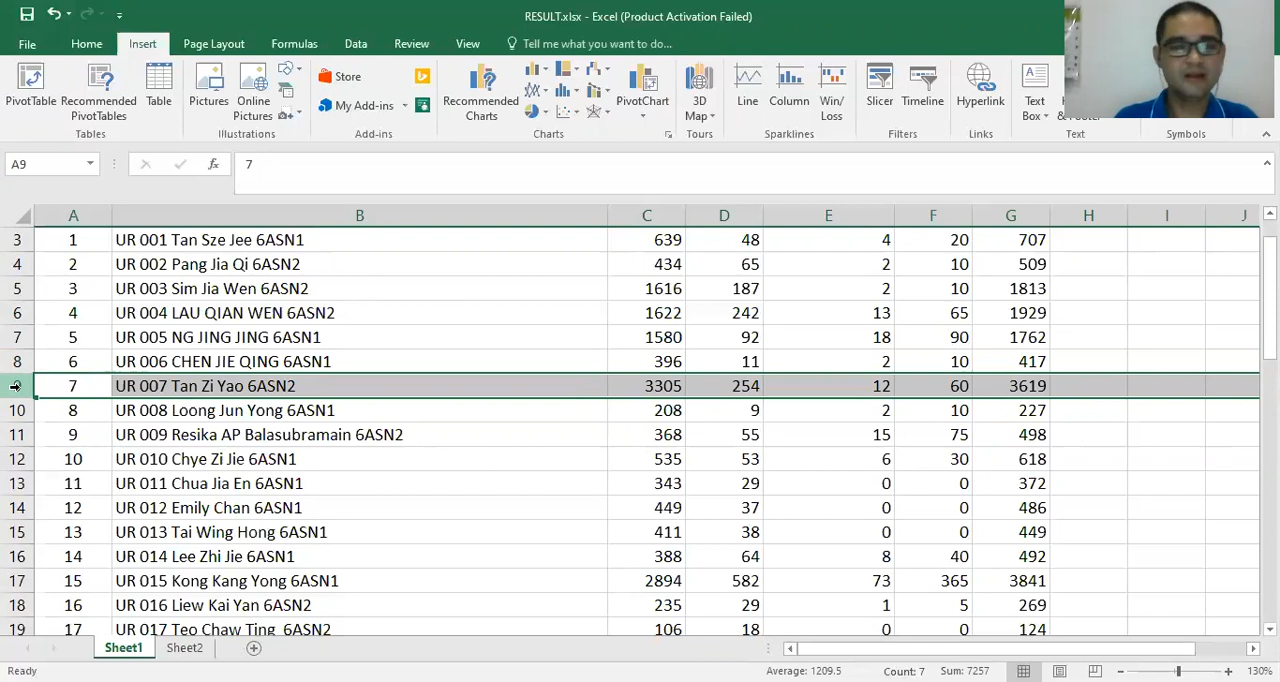 RESULT.xlsx - Excel (Product Activation Failed)
File Home Insert Page Layout Formulas Data Review View Tell me what you want to do...
PivotTable Recommended PivotTables Table Pictures Online Pictures Store My Add-ins Recommended Charts PivotChart 3D Map Line Column Win/Loss Slicer Timeline Hyperlink Text Box & Footer
Tables Illustrations Add-ins Charts Tours Sparklines Filters Links Text Symbols
A9 fx 7
A B C D E F G H I J
3 1 UR 001 Tan Sze Jee 6ASN1 639 48 4 20 707
4 2 UR 002 Pang Jia Qi 6ASN2 434 65 2 10 509
5 3 UR 003 Sim Jia Wen 6ASN2 1616 187 2 10 1813
6 4 UR 004 LAU QIAN WEN 6ASN2 1622 242 13 65 1929
7 5 UR 005 NG JING JING 6ASN1 1580 92 18 90 1762
8 6 UR 006 CHEN JIE QING 6ASN1 396 11 2 10 417
7 UR 007 Tan Zi Yao 6ASN2 3305 254 12 60 3619
10 8 UR 008 Loong Jun Yong 6ASN1 208 9 2 10 227
11 9 UR 009 Resika AP Balasubramain 6ASN2 368 55 15 75 498
12 10 UR 010 Chye Zi Jie 6ASN1 535 53 6 30 618
13 11 UR 011 Chua Jia En 6ASN1 343 29 0 0 372
14 12 UR 012 Emily Chan 6ASN1 449 37 0 0 486
15 13 UR 013 Tai Wing Hong 6ASN1 411 38 0 0 449
16 14 UR 014 Lee Zhi Jie 6ASN1 388 64 8 40 492
17 15 UR 015 Kong Kang Yong 6ASN1 2894 582 73 365 3841
18 16 UR 016 Liew Kai Yan 6ASN2 235 29 1 5 269
19 17 UR 017 Teo Chaw Ting 6ASN2 106 18 0 0 124
Sheet1 Sheet2
Ready Average: 1209.5 Count: 7 Sum: 7257 130%